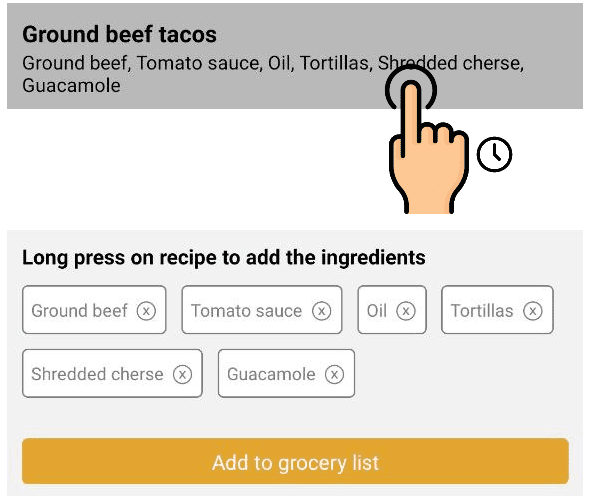 Ground beef tacos
Ground beef, Tomato sauce, Oil, Tortillas, Shredded cherse,
Guacamole
Long press on recipe to add the ingredients
Ground beef x Tomato sauce x Oil x Tortillas x
Shredded cherse x Guacamole x
Add to grocery list